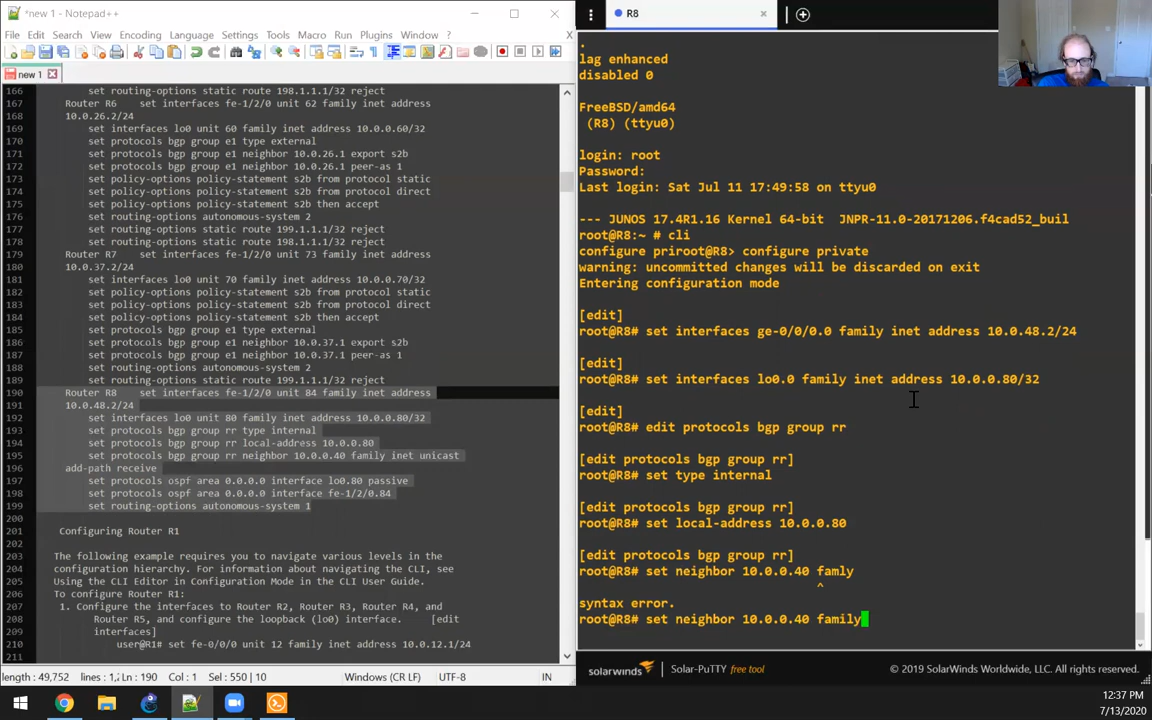 *new 1 - Notepad++
File Edit Search View Encoding Language Settings Tools Macro Run Plugins Window ?
new 1
166 set routing-options static route 198.1.1.1/32 reject
167 Router R6 set interfaces fe-1/2/0 unit 62 family inet address
168 10.0.26.2/24
169 set interfaces lo0 unit 60 family inet address 10.0.0.60/32
170 set protocols bgp group e1 type external
171 set protocols bgp group e1 neighbor 10.0.26.1 export s2b
172 set protocols bgp group e1 neighbor 10.0.26.1 peer-as 1
173 set policy-options policy-statement s2b from protocol static
174 set policy-options policy-statement s2b from protocol direct
175 set policy-options policy-statement s2b then accept
176 set routing-options autonomous-system 2
177 set routing-options static route 199.1.1.1/32 reject
178 set routing-options static route 198.1.1.1/32 reject
179 Router R7 set interfaces fe-1/2/0 unit 73 family inet address
180 10.0.37.2/24
181 set interfaces lo0 unit 70 family inet address 10.0.0.70/32
182 set policy-options policy-statement s2b from protocol static
183 set policy-options policy-statement s2b from protocol direct
184 set policy-options policy-statement s2b then accept
185 set protocols bgp group e1 type external
186 set protocols bgp group e1 neighbor 10.0.37.1 export s2b
187 set protocols bgp group e1 neighbor 10.0.37.1 peer-as 1
188 set routing-options autonomous-system 2
189 set routing-options static route 199.1.1.1/32 reject
190 Router R8 set interfaces fe-1/2/0 unit 84 family inet address
191 10.0.48.2/24
192 set interfaces lo0 unit 80 family inet address 10.0.0.80/32
193 set protocols bgp group rr type internal
194 set protocols bgp group rr local-address 10.0.0.80
195 set protocols bgp group rr neighbor 10.0.0.40 family inet unicast
196 add-path receive
197 set protocols ospf area 0.0.0.0 interface lo0.80 passive
198 set protocols ospf area 0.0.0.0 interface fe-1/2/0.84
199 set routing-options autonomous-system 1
200
201 Configuring Router R1
202
203 The following example requires you to navigate various levels in the
204 configuration hierarchy. For information about navigating the CLI, see
205 Using the CLI Editor in Configuration Mode in the CLI User Guide.
206 To configure Router R1:
207 1. Configure the interfaces to Router R2, Router R3, Router R4, and
208 Router R5, and configure the loopback (lo0) interface. [edit
209 interfaces]
210 user@R1# set fe-0/0/0 unit 12 family inet address 10.0.12.1/24
211
length : 49,752 lines : 1, Ln : 190 Col : 1 Sel : 550 | 10 Windows (CR LF) UTF-8 IN
R8
.
lag enhanced
disabled 0
FreeBSD/amd64
(R8) (ttyu0)
login: root
Password:
Last login: Sat Jul 11 17:49:58 on ttyu0
--- JUNOS 17.4R1.16 Kernel 64-bit JNPR-11.0-20171206.f4cad52_buil
root@R8:~ # cli
configure priroot@R8> configure private
warning: uncommitted changes will be discarded on exit
Entering configuration mode
[edit]
root@R8# set interfaces ge-0/0/0.0 family inet address 10.0.48.2/24
[edit]
root@R8# set interfaces lo0.0 family inet address 10.0.0.80/32
[edit]
root@R8# edit protocols bgp group rr
[edit protocols bgp group rr]
root@R8# set type internal
[edit protocols bgp group rr]
root@R8# set local-address 10.0.0.80
[edit protocols bgp group rr]
root@R8# set neighbor 10.0.0.40 famly
^
syntax error.
root@R8# set neighbor 10.0.0.40 family
solarwinds Solar-PuTTY free tool © 2019 SolarWinds Worldwide, LLC. All rights reserved.
12:37 PM
7/13/2020